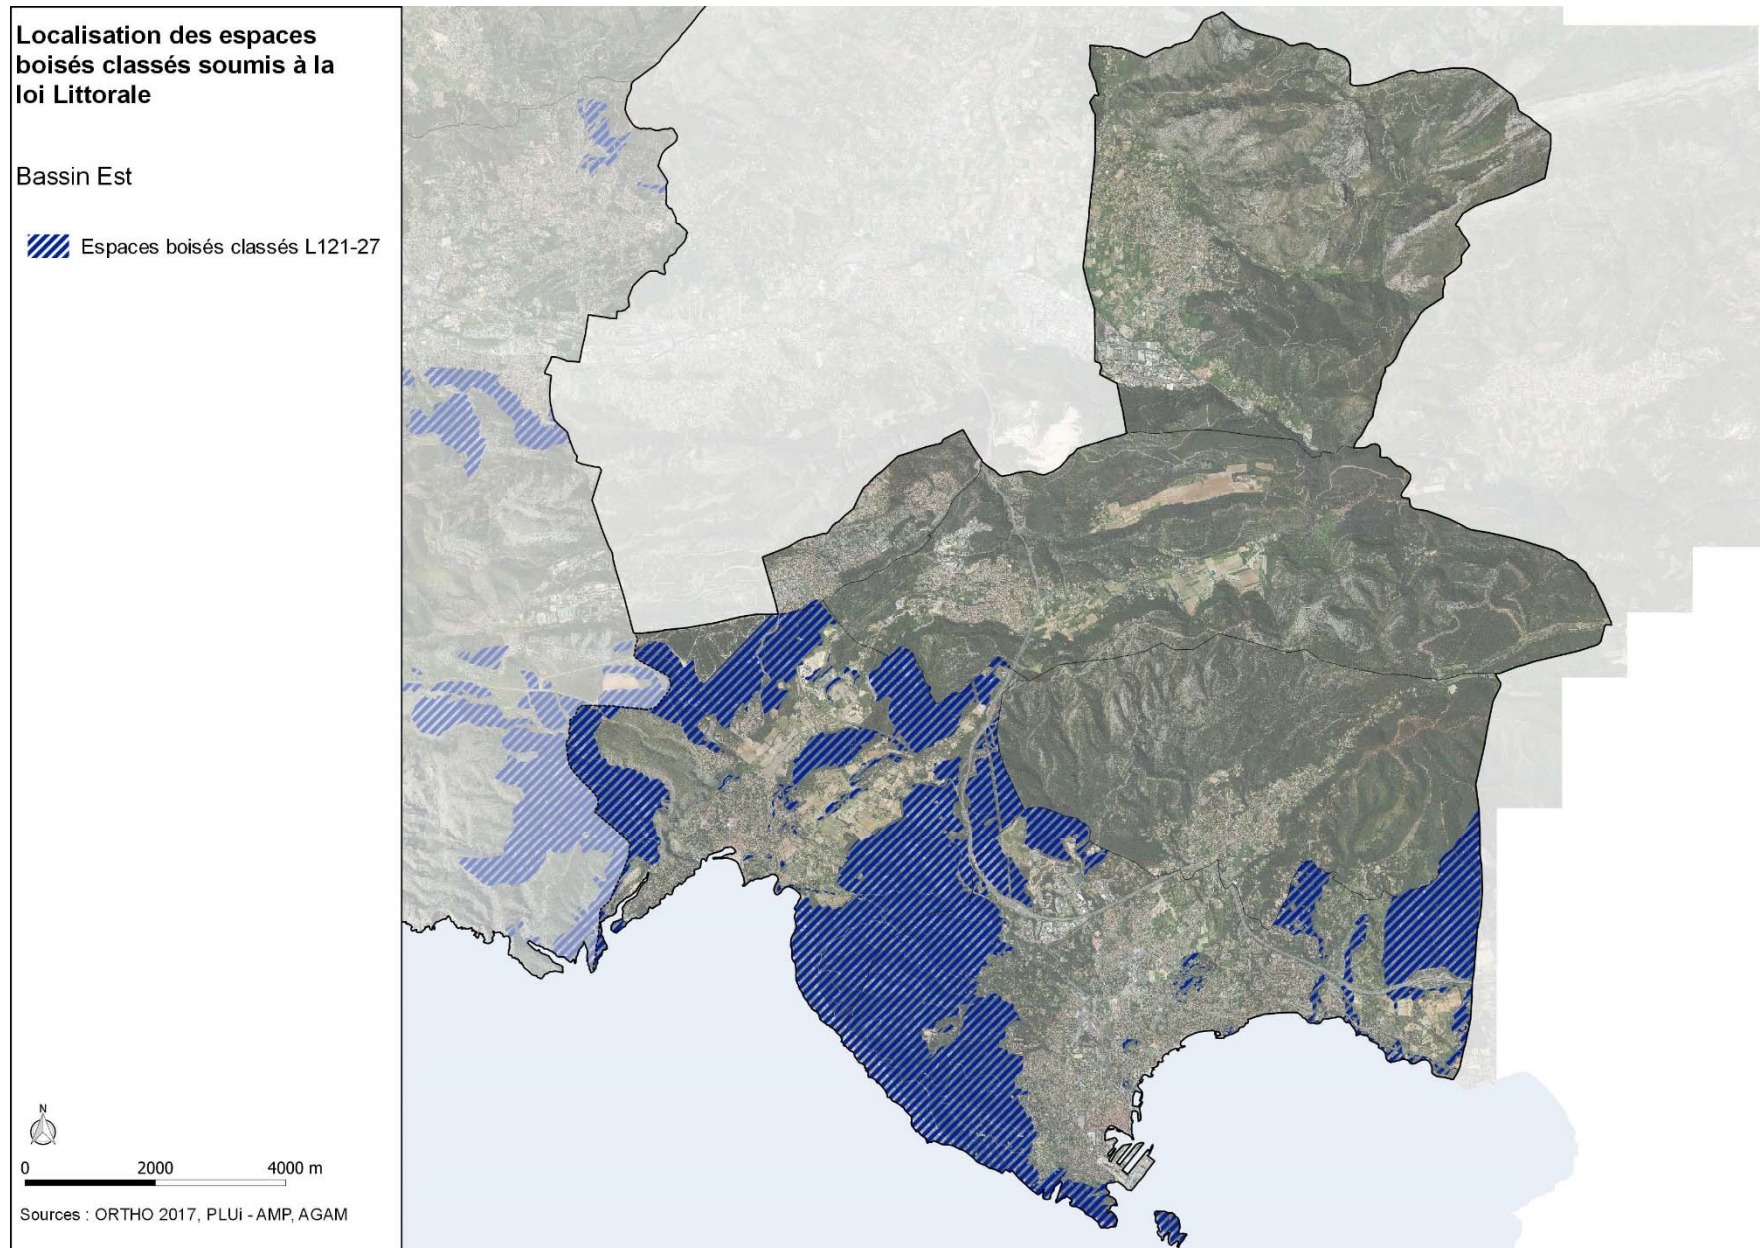 Localisation des espaces
boisés classés soumis à la
loi Littorale
Bassin Est
Espaces boisés classés L121-27
N
0 2000 4000 m
Sources : ORTHO 2017, PLUi - AMP, AGAM